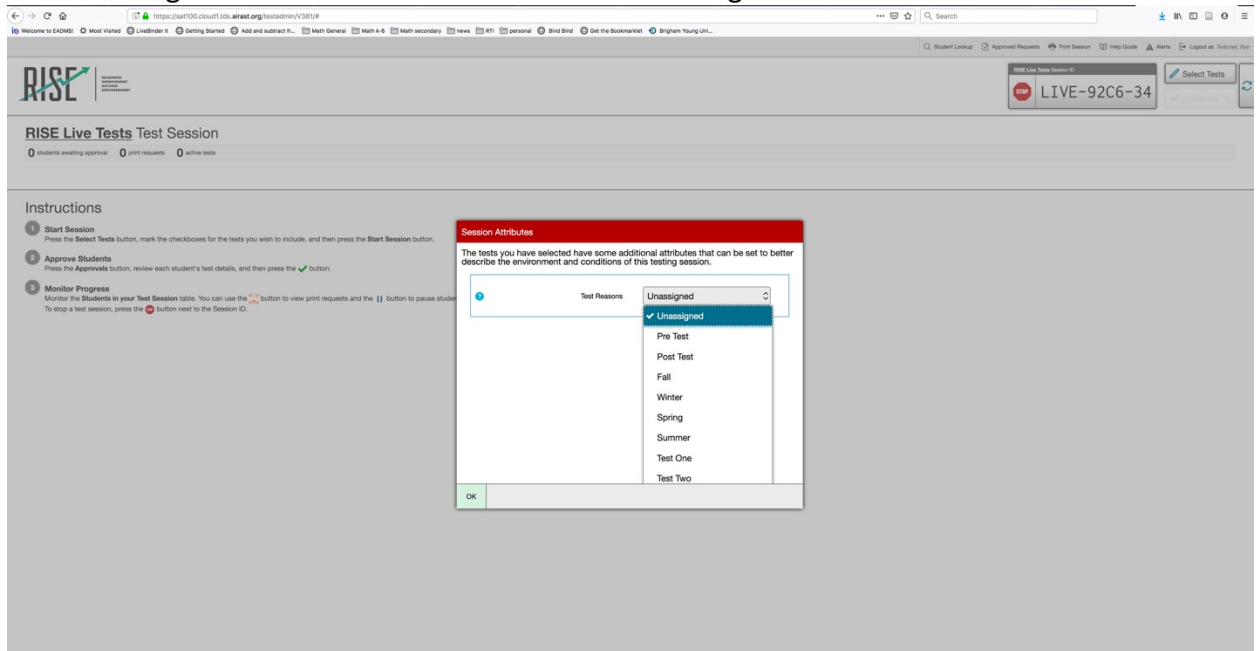 https://sat100.cloud1.tds.airast.org/testadmin/V381/#
Search
Welcome to EADMS! Most Visited LiveBinder It Getting Started Add and subtract fr... Math General Math k-6 Math secondary news RTI personal Bird Bird Get the Bookmarklet Brigham Young Uni...
Student Lookup Approved Requests Print Session Help Guide Alerts Logout as
RISE
RISE Live Tests Session ID
STOP LIVE-92C6-34
Select Tests
RISE Live Tests Test Session
0 students awaiting approval 0 print requests 0 active tests
Instructions
1 Start Session
Press the Select Tests button, mark the checkboxes for the tests you wish to include, and then press the Start Session button.
2 Approve Students
Press the Approvals button, review each student's test details, and then press the button.
3 Monitor Progress
Monitor the Students in your Test Session table. You can use the button to view print requests and the button to pause studen
To stop a test session, press the button next to the Session ID.
Session Attributes
The tests you have selected have some additional attributes that can be set to better
describe the environment and conditions of this testing session.
Test Reasons Unassigned
Unassigned
Pre Test
Post Test
Fall
Winter
Spring
Summer
Test One
Test Two
OK